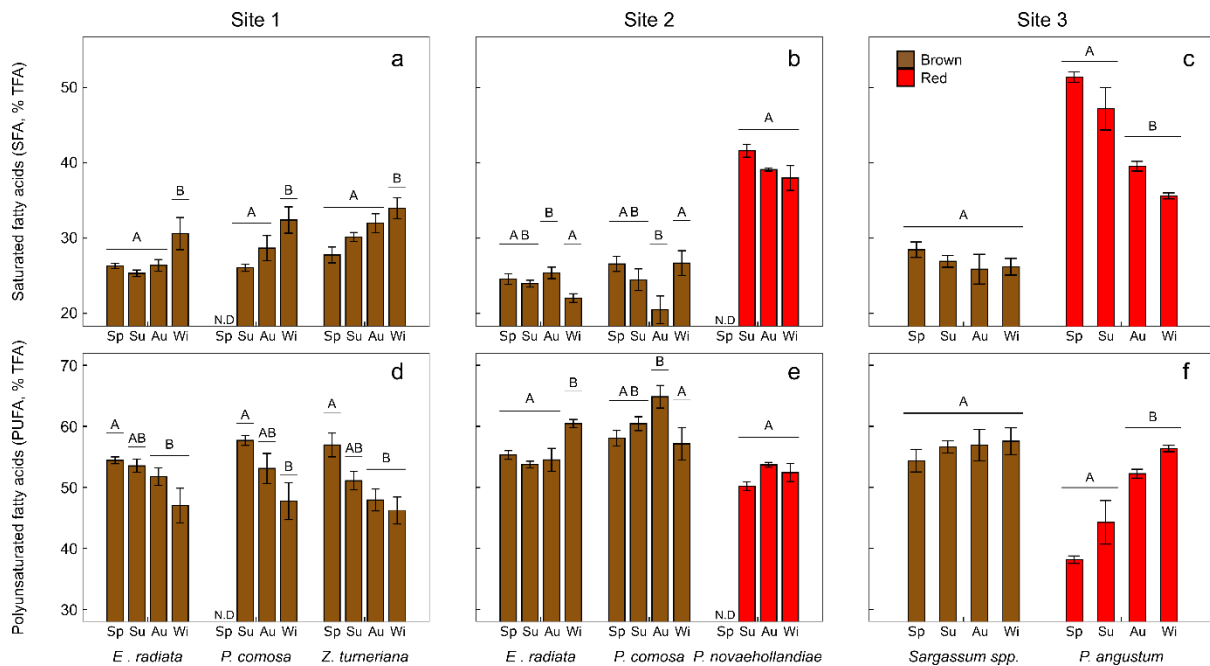 Site 1
Site 2
Site 3
Saturated fatty acids (SFA, % TFA)
50
40
30
20
a
A
B
A
B
A
B
N.D
Sp Su Au Wi
Sp Su Au Wi
Sp Su Au Wi
b
A B
B
A
A B
B
A
A
N.D
Sp Su Au Wi
Sp Su Au Wi
Sp Su Au Wi
c
Brown
Red
A
A
B
Sp Su Au Wi
Sp Su Au Wi
Polyunsaturated fatty acids (PUFA, % TFA)
70
60
50
40
30
d
A
AB
B
A
AB
B
A
AB
B
N.D
Sp Su Au Wi
Sp Su Au Wi
Sp Su Au Wi
E . radiata
P. comosa
Z. turneriana
e
A
B
A B
B
A
A
N.D
Sp Su Au Wi
Sp Su Au Wi
Sp Su Au Wi
E. radiata
P. comosa
P. novaehollandiae
f
A
A
B
Sp Su Au Wi
Sp Su Au Wi
Sargassum spp.
P. angustum